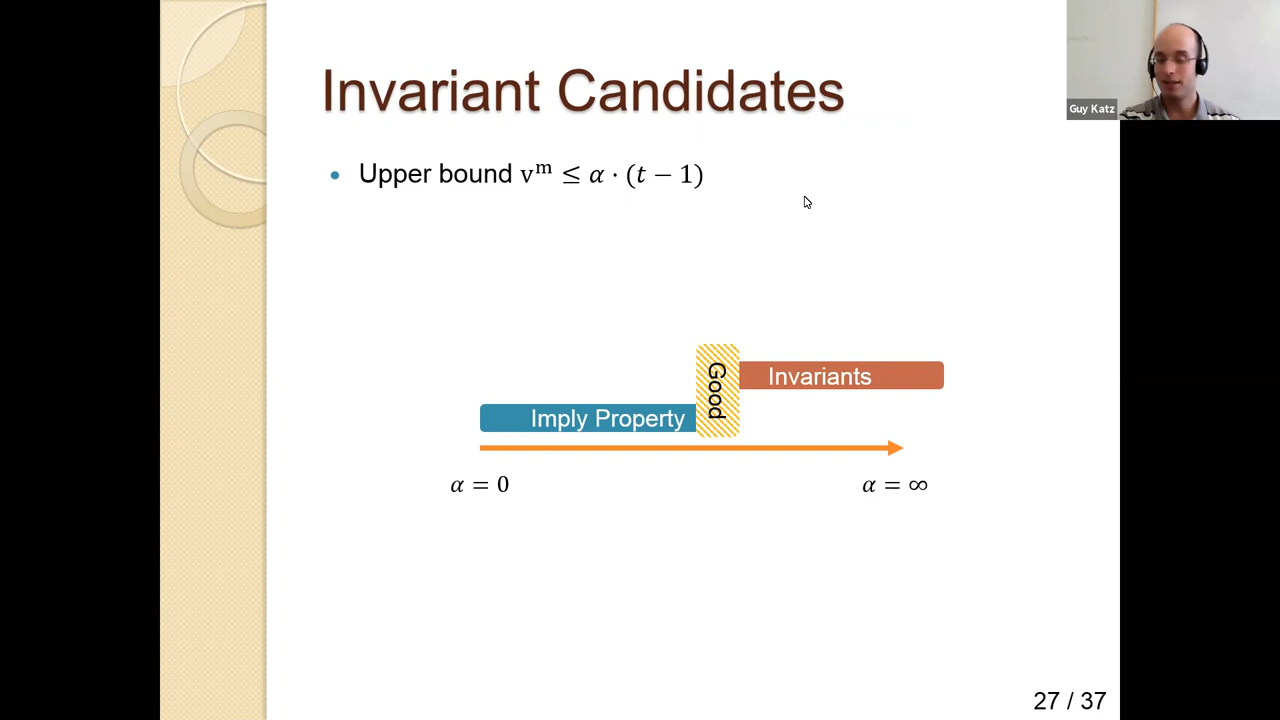 Invariant Candidates
Guy Katz
• Upper bound vᵐ ≤ α · (t − 1)
Good
Invariants
Imply Property
α = 0
α = ∞
27 / 37